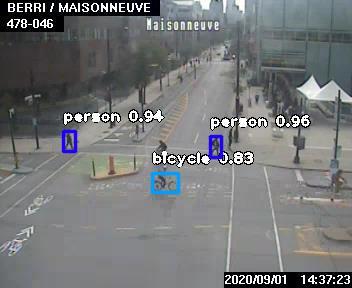 BERRI / MAISONNEUVE
478-046
Maisonneuve
person 0.94
person 0.96
bicycle 0.83
2020/09/01 14:37:23